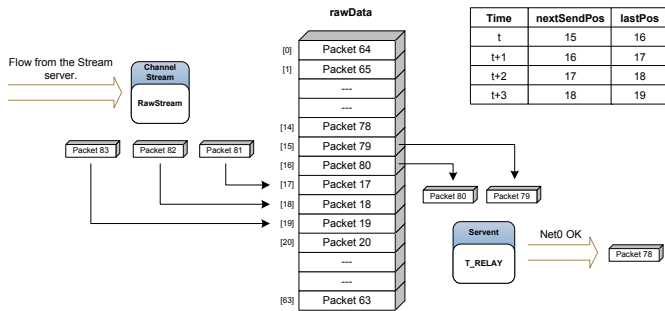 rawData
Time nextSendPos lastPos
t 15 16
t+1 16 17
t+2 17 18
t+3 18 19
Flow from the Stream
server.
Channel
Stream
RawStream
[0] Packet 64
[1] Packet 65
---
---
[14] Packet 78
[15] Packet 79
[16] Packet 80
[17] Packet 17
[18] Packet 18
[19] Packet 19
[20] Packet 20
---
---
[63] Packet 63
Packet 83 Packet 82 Packet 81
Packet 80 Packet 79
Servent
T_RELAY
Net0 OK
Packet 78